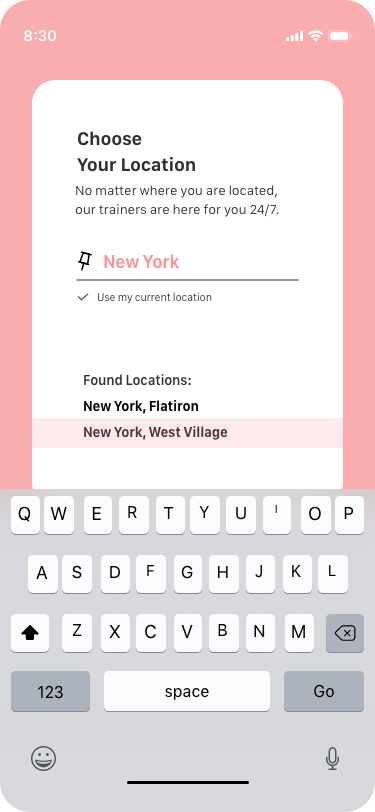 8:30
Choose
Your Location
No matter where you are located,
our trainers are here for you 24/7.
New York
Use my current location
Found Locations:
New York, Flatiron
New York, West Village
Q W E R T Y U I O P
A S D F G H J K L
Z X C V B N M
123 space Go